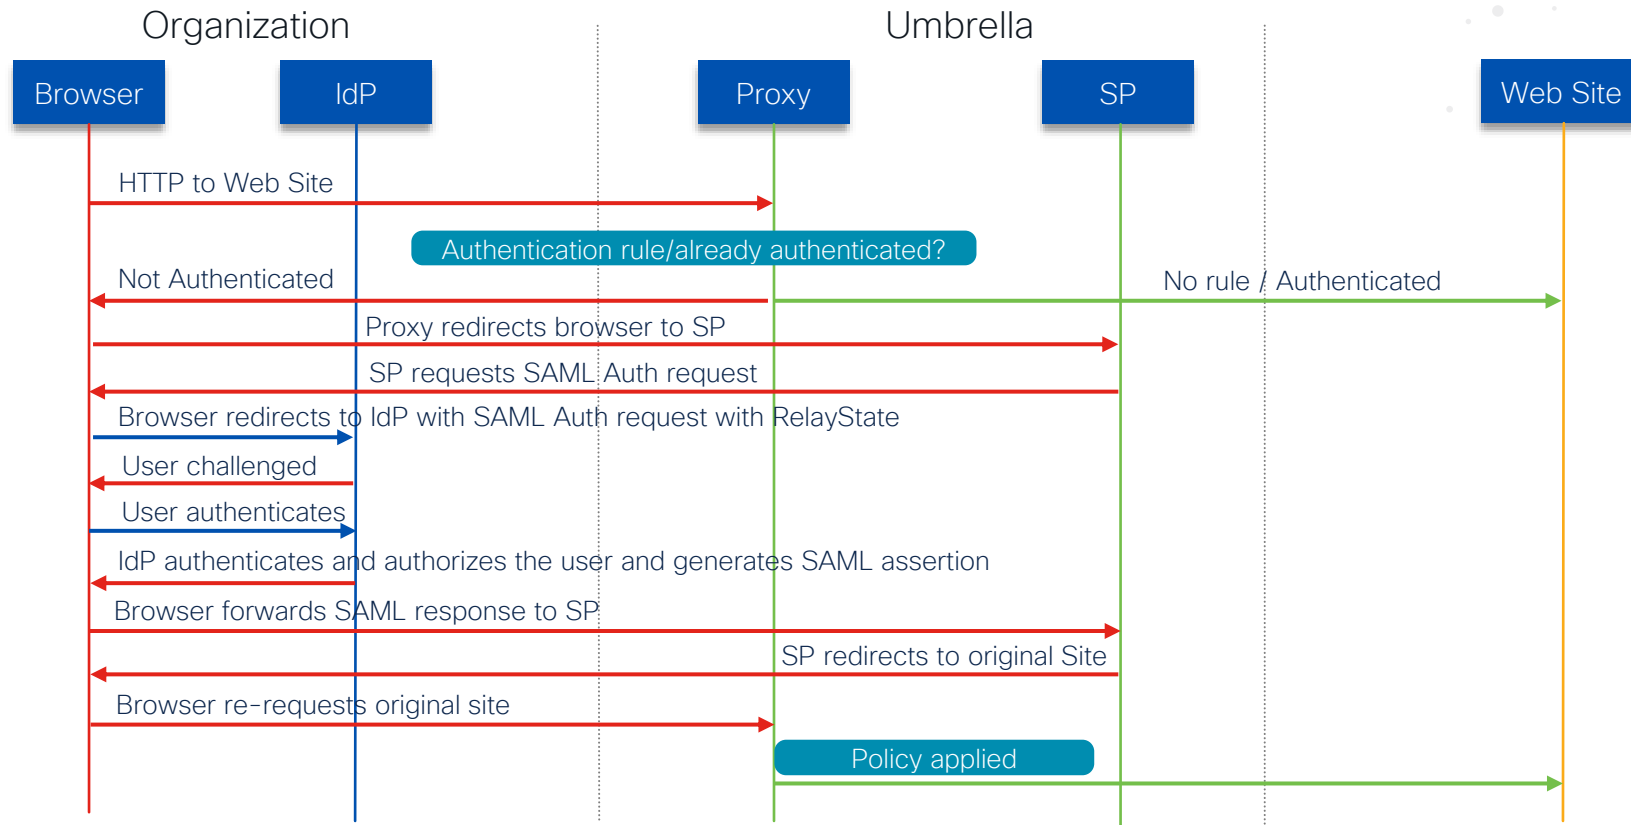 Organization
Umbrella
Browser
IdP
Proxy
SP
Web Site
HTTP to Web Site
Authentication rule/already authenticated?
Not Authenticated
No rule / Authenticated
Proxy redirects browser to SP
SP requests SAML Auth request
Browser redirects to IdP with SAML Auth request with RelayState
User challenged
User authenticates
IdP authenticates and authorizes the user and generates SAML assertion
Browser forwards SAML response to SP
SP redirects to original Site
Browser re-requests original site
Policy applied